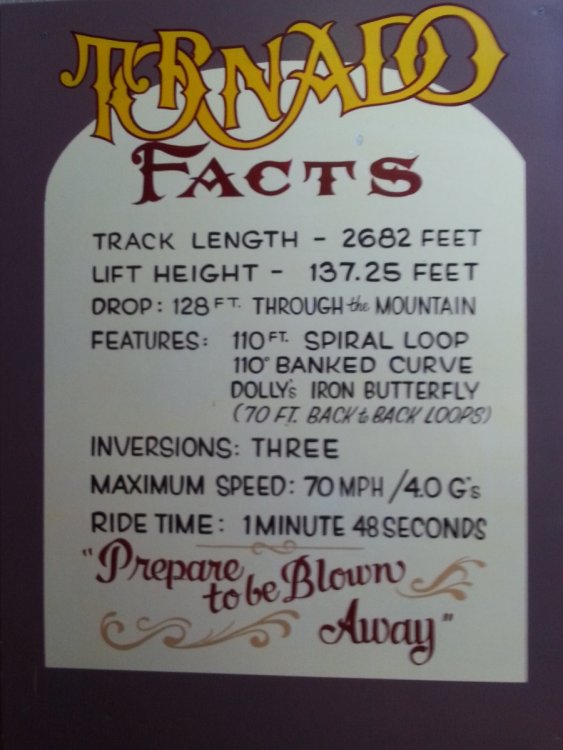 TORNADO
FACTS
TRACK LENGTH - 2682 FEET
LIFT HEIGHT - 137.25 FEET
DROP: 128 FT. THROUGH the MOUNTAIN
FEATURES: 110 FT. SPIRAL LOOP
110° BANKED CURVE
DOLLY's IRON BUTTERFLY
(70 FT. BACK to BACK LOOPS)
INVERSIONS: THREE
MAXIMUM SPEED: 70 MPH /4.0 G's
RIDE TIME: 1 MINUTE 48 SECONDS
"Prepare
to be Blown
Away"